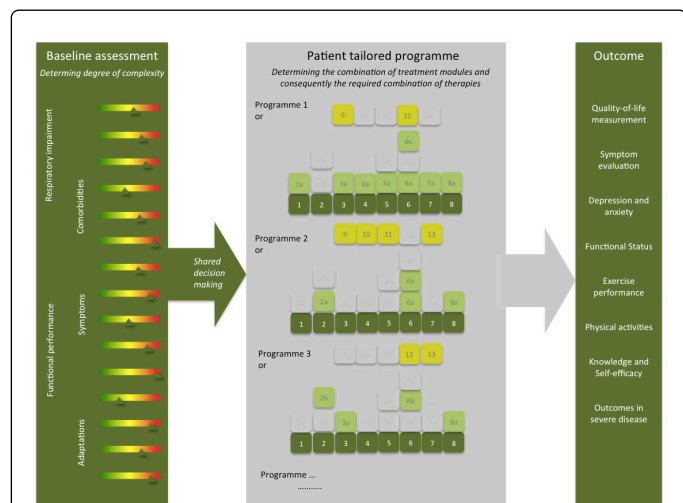 Baseline assessment
Determing degree of complexity
Respiratory impairment
Comorbidities
Symptoms
Functional performance
Adaptations
Shared
decision
making
Patient tailored programme
Determining the combination of treatment modules and
consequently the required combination of therapies
Programme 1
or
9 12
6c
1a 3a 4a 5a 6a 7a 8a
1 2 3 4 5 6 7 8
Programme 2
or
9 10 11 13
6b
2a 6a 8a
1 2 3 4 5 6 7 8
Programme 3
or
12 13
2b 6b
3a 8a
1 2 3 4 5 6 7 8
Programme ...
...........
Outcome
Quality-of-life
measurement
Symptom
evaluation
Depression and
anxiety
Functional Status
Exercise
performance
Physical activities
Knowledge and
Self-efficacy
Outcomes in
severe disease